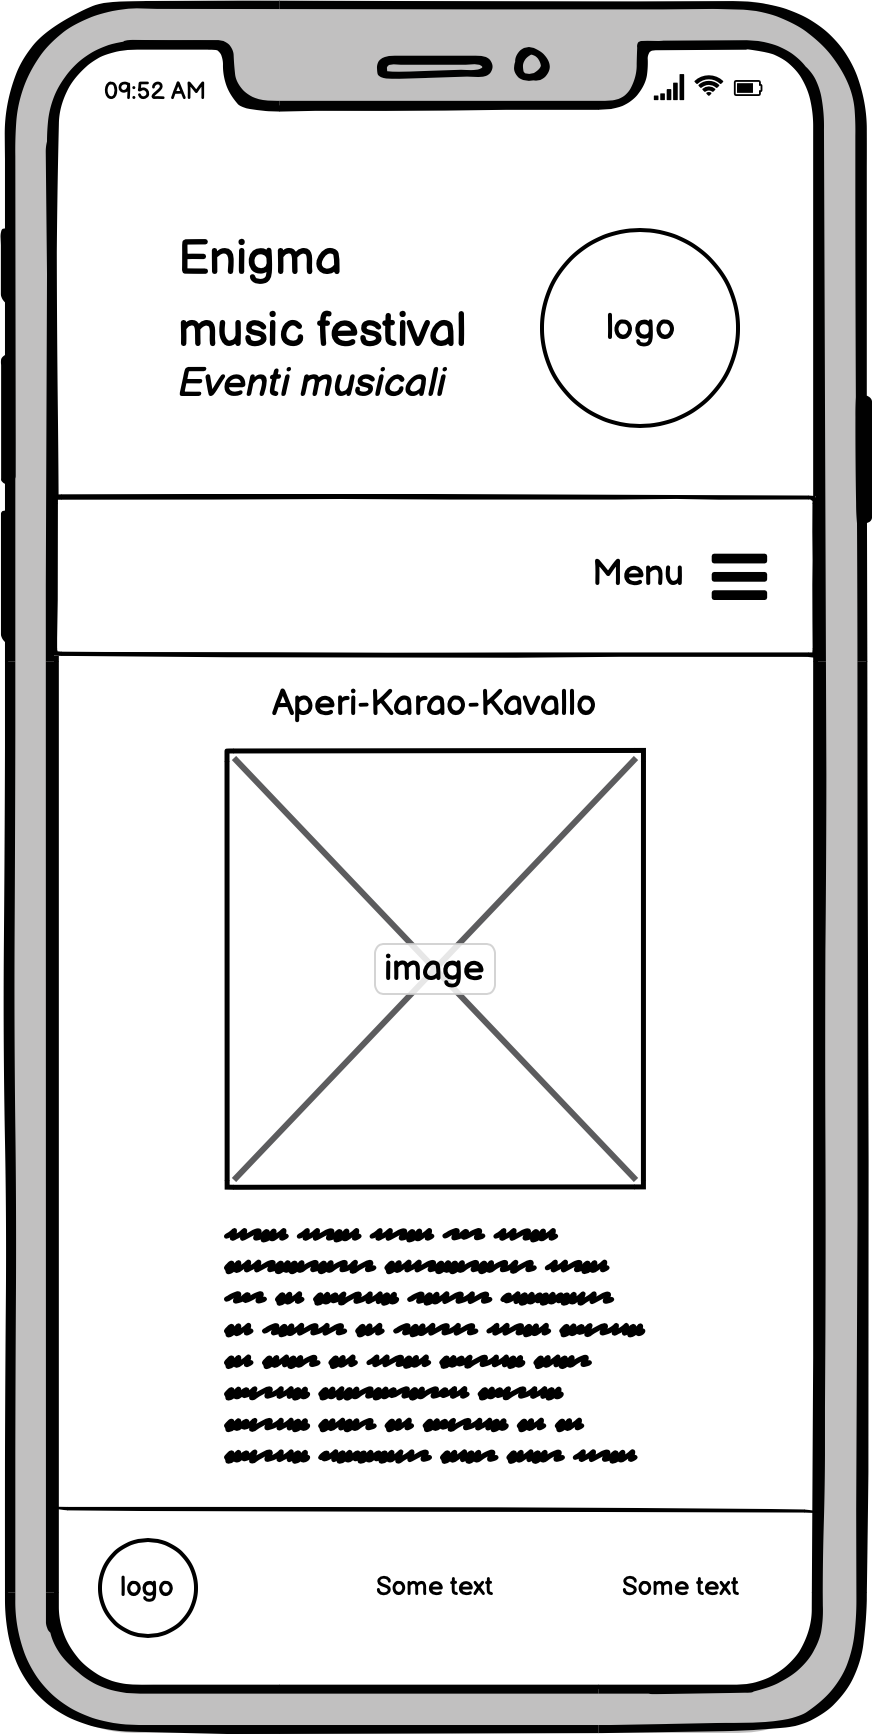 09:52 AM
Enigma
music festival
Eventi musicali
logo
Menu
Aperi-Karao-Kavallo
image
logo
Some text
Some text